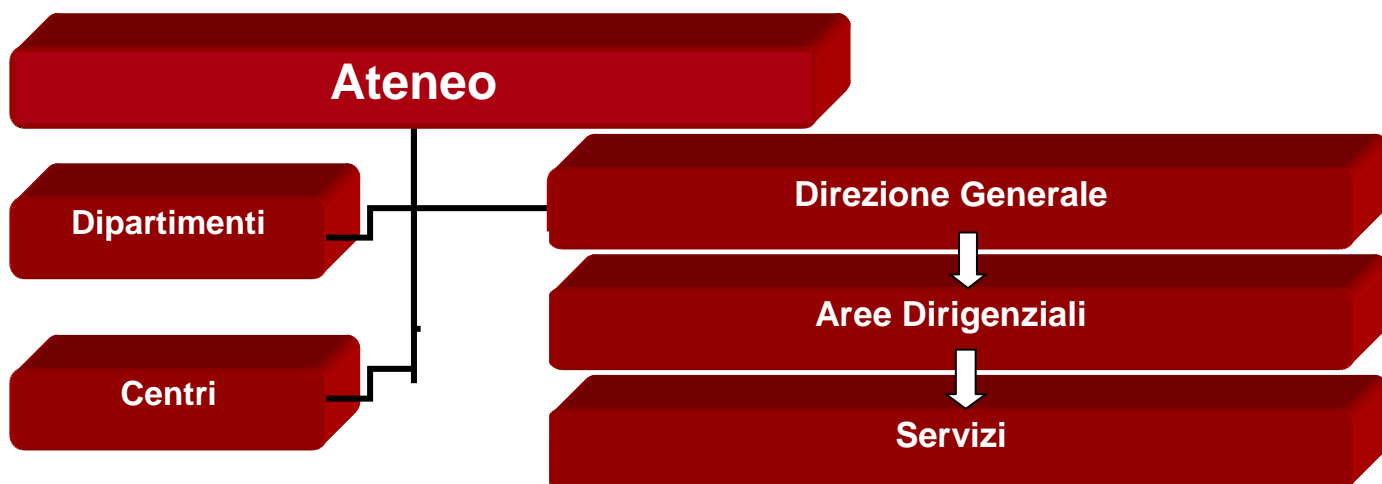 Ateneo
Dipartimenti
Direzione Generale
Aree Dirigenziali
Centri
Servizi